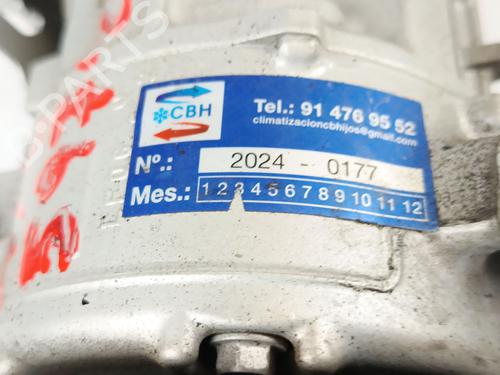 CBH
Tel.: 91 476 95 52
climatizacioncbhijos@gmail.com
Nº.: 2024 - 0177
Mes.: 1 2 3 4 5 6 7 8 9 10 11 12